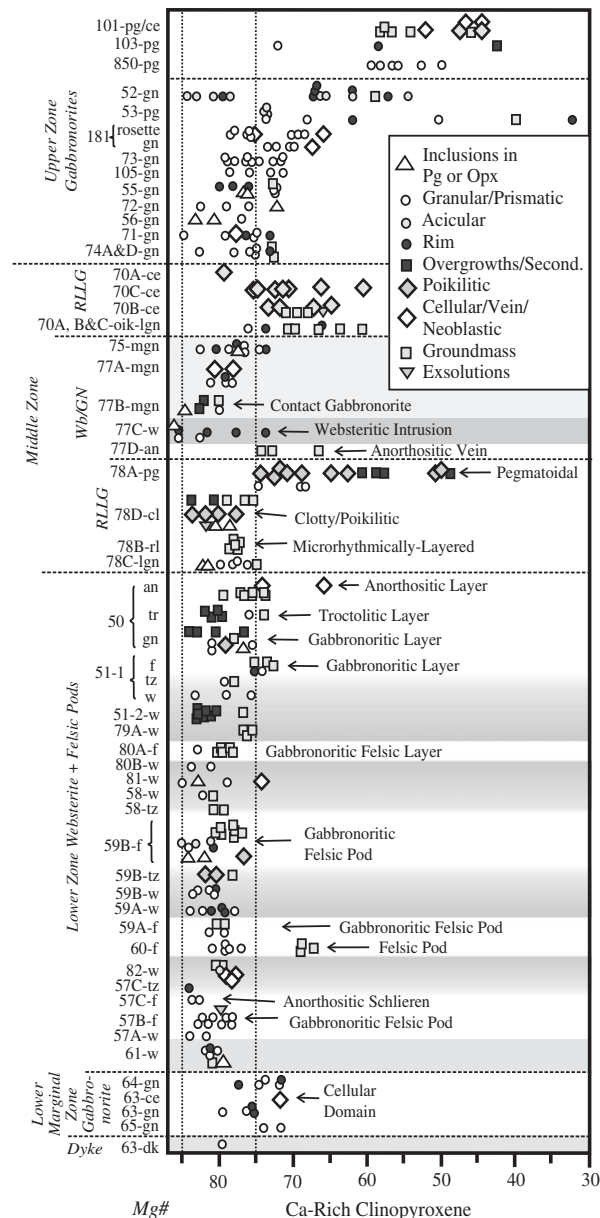 101-pg/ce
103-pg
850-pg
Upper Zone
Gabbronorites
52-gn
53-pg
181 { rosette
gn
73-gn
105-gn
55-gn
72-gn
56-gn
71-gn
74A&D-gn
Inclusions in
Pg or Opx
Granular/Prismatic
Acicular
Rim
Overgrowths/Second.
Poikilitic
Cellular/Vein/
Neoblastic
Groundmass
Exsolutions
Middle Zone
RLLG
70A-ce
70C-ce
70B-ce
70A, B&C-oik-lgn
Wb/GN
75-mgn
77A-mgn
77B-mgn
Contact Gabbronorite
77C-w
Websteritic Intrusion
77D-an
Anorthositic Vein
RLLG
78A-pg
Pegmatoidal
78D-cl
Clotty/Poikilitic
78B-rl
Microrhythmically-Layered
78C-lgn
Lower Zone Websterite + Felsic Pods
50 {
an
Anorthositic Layer
tr
Troctolitic Layer
gn
Gabbronoritic Layer
51-1 {
f
Gabbronoritic Layer
tz
w
51-2-w
79A-w
80A-f
Gabbronoritic Felsic Layer
80B-w
81-w
58-w
58-tz
59B-f {
Gabbronoritic
Felsic Pod
59B-tz
59B-w
59A-w
59A-f
Gabbronoritic Felsic Pod
60-f
Felsic Pod
82-w
57C-tz
57C-f
Anorthositic Schlieren
57B-f
Gabbronoritic Felsic Pod
57A-w
61-w
Lower
Marginal
Zone
Gabbro-
norite
64-gn
63-ce
Cellular
Domain
63-gn
65-gn
Dyke
63-dk
80 70 60 50 40 30
Mg# Ca-Rich Clinopyroxene